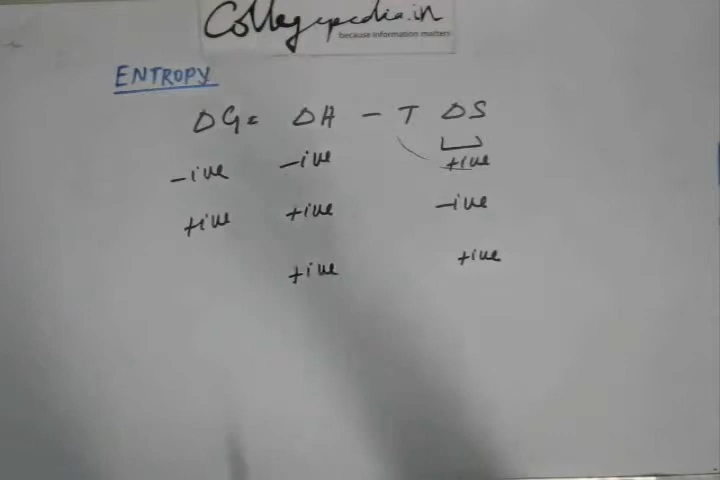 Collegepedia.in
because information matters
ENTROPY
ΔG = ΔH - T ΔS
-ive -ive +ive
+ive +ive -ive
+ive +ive